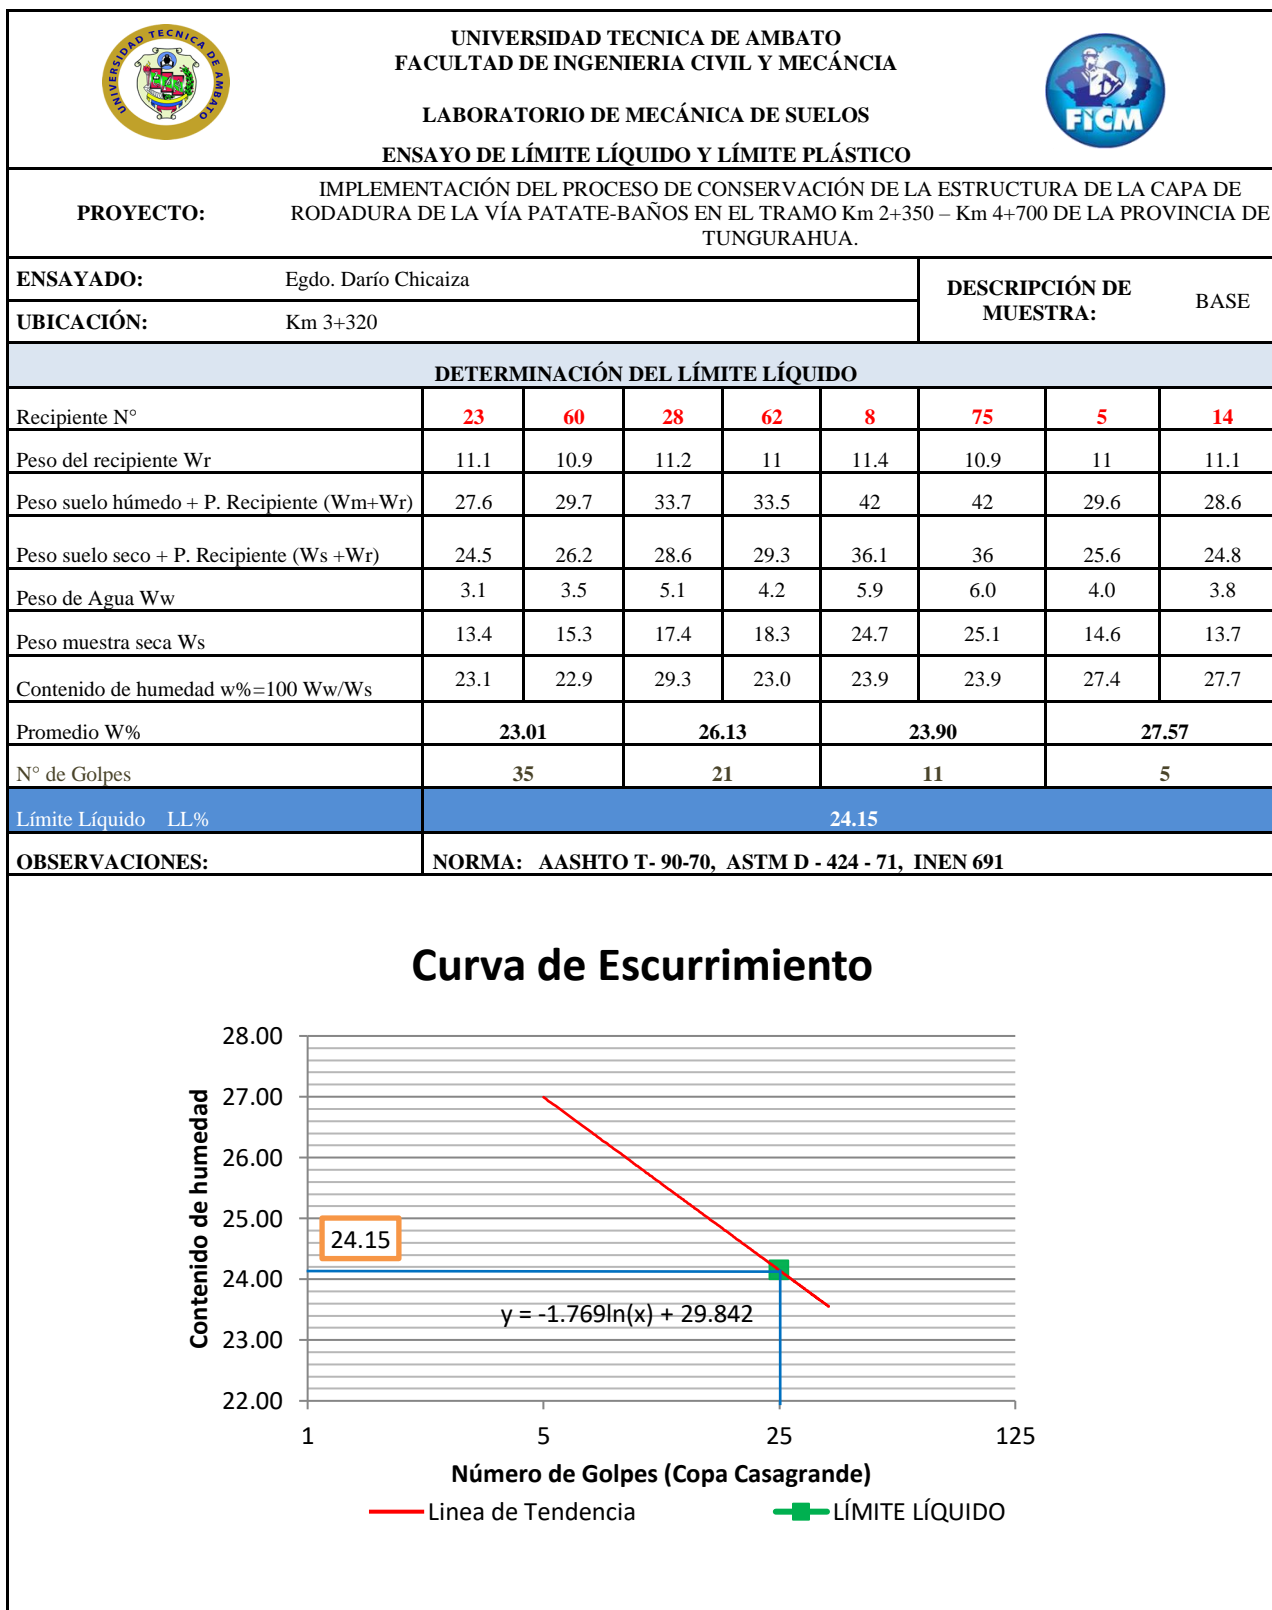 UNIVERSIDAD TECNICA DE AMBATO
UNIVERSIDAD TECNICA DE AMBATO
FACULTAD DE INGENIERIA CIVIL Y MECÁNCIA
LABORATORIO DE MECÁNICA DE SUELOS
FICM
ENSAYO DE LÍMITE LÍQUIDO Y LÍMITE PLÁSTICO
PROYECTO:
IMPLEMENTACIÓN DEL PROCESO DE CONSERVACIÓN DE LA ESTRUCTURA DE LA CAPA DE
RODADURA DE LA VÍA PATATE-BAÑOS EN EL TRAMO Km 2+350 – Km 4+700 DE LA PROVINCIA DE
TUNGURAHUA.
ENSAYADO: Egdo. Darío Chicaiza
UBICACIÓN: Km 3+320
DESCRIPCIÓN DE
MUESTRA:
BASE
DETERMINACIÓN DEL LÍMITE LÍQUIDO
Recipiente N° 23 60 28 62 8 75 5 14
Peso del recipiente Wr 11.1 10.9 11.2 11 11.4 10.9 11 11.1
Peso suelo húmedo + P. Recipiente (Wm+Wr) 27.6 29.7 33.7 33.5 42 42 29.6 28.6
Peso suelo seco + P. Recipiente (Ws +Wr) 24.5 26.2 28.6 29.3 36.1 36 25.6 24.8
Peso de Agua Ww 3.1 3.5 5.1 4.2 5.9 6.0 4.0 3.8
Peso muestra seca Ws 13.4 15.3 17.4 18.3 24.7 25.1 14.6 13.7
Contenido de humedad w%=100 Ww/Ws 23.1 22.9 29.3 23.0 23.9 23.9 27.4 27.7
Promedio W% 23.01 26.13 23.90 27.57
N° de Golpes 35 21 11 5
Límite Líquido LL% 24.15
OBSERVACIONES: NORMA: AASHTO T- 90-70, ASTM D - 424 - 71, INEN 691
Curva de Escurrimiento
28.00
27.00
26.00
25.00
24.00
23.00
22.00
Contenido de humedad
24.15
y = -1.769ln(x) + 29.842
1 5 25 125
Número de Golpes (Copa Casagrande)
Linea de Tendencia LÍMITE LÍQUIDO